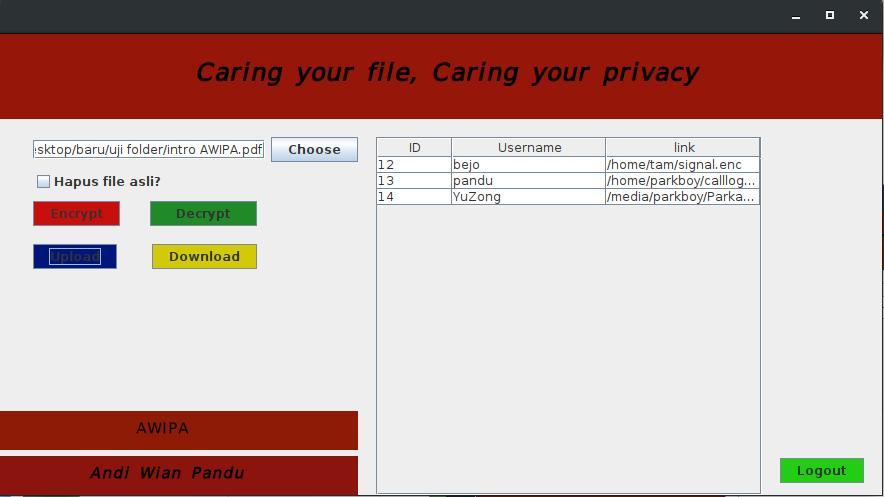 Caring your file, Caring your privacy
sktop/baru/uji folder/intro AWIPA.pdf Choose
Hapus file asli?
Encrypt Decrypt
Upload Download
ID Username link
12 bejo /home/tam/signal.enc
13 pandu /home/parkboy/calllog...
14 YuZong /media/parkboy/Parka...
AWIPA
Andi Wian Pandu
Logout